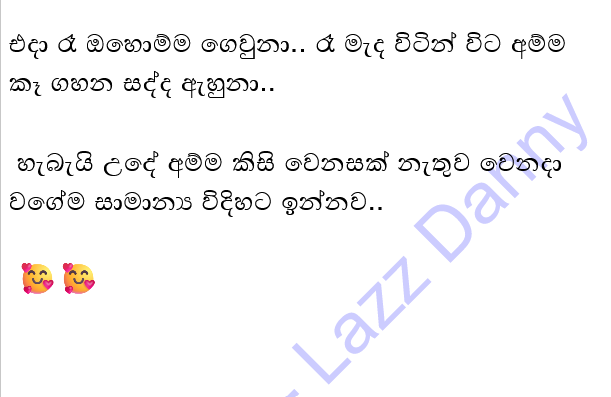 එදා රෑ ඔහොම්ම ගෙවුනා.. රෑ මැද විටින් විට අම්ම
කෑ ගහන සද්ද ඇහුනා..
හැබැයි උදේ අම්ම කිසි වෙනසක් නැතුව වෙනදා
වගේම සාමාන්‍ය විදිහට ඉන්නව..
🥰 🥰
Lazz Danny